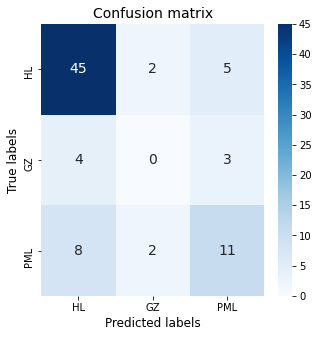 Confusion matrix
True labels
HL 45 2 5
GZ 4 0 3
PML 8 2 11
HL GZ PML
Predicted labels
45
40
35
30
25
20
15
10
5
0